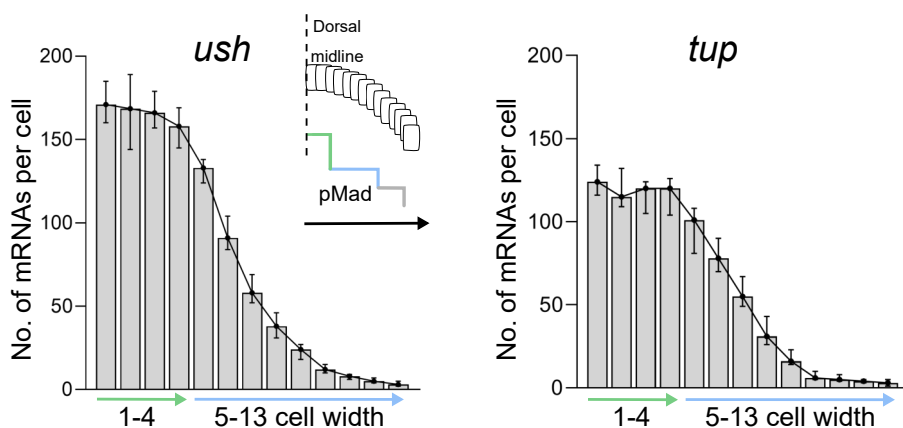 ush
Dorsal
midline
pMad
No. of mRNAs per cell
200
150
100
50
0
1-4
5-13 cell width
tup
No. of mRNAs per cell
200
150
100
50
0
1-4
5-13 cell width